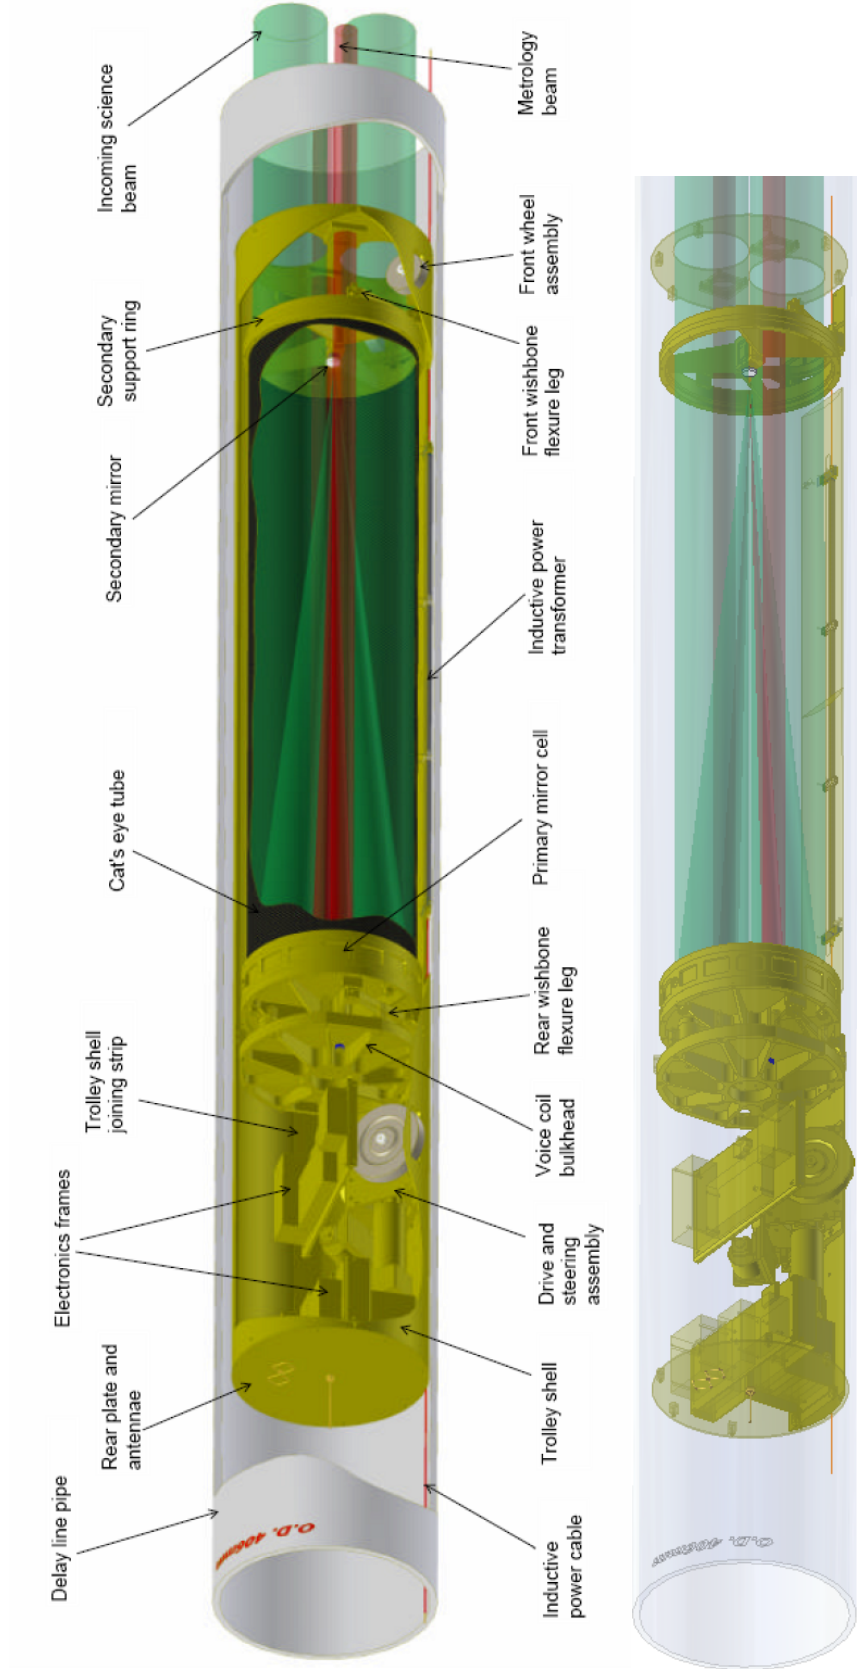 Delay line pipe
Rear plate and
antennae
Electronics frames
Trolley shell
joining strip
Cat's eye tube
Secondary mirror
Secondary
support ring
Incoming science
beam
O.D. 406mm
Inductive
power cable
Trolley shell
Drive and
steering
assembly
Voice coil
bulkhead
Rear wishbone
flexure leg
Primary mirror cell
Inductive power
transformer
Front wishbone
flexure leg
Front wheel
assembly
Metrology
beam
O.D. 406mm